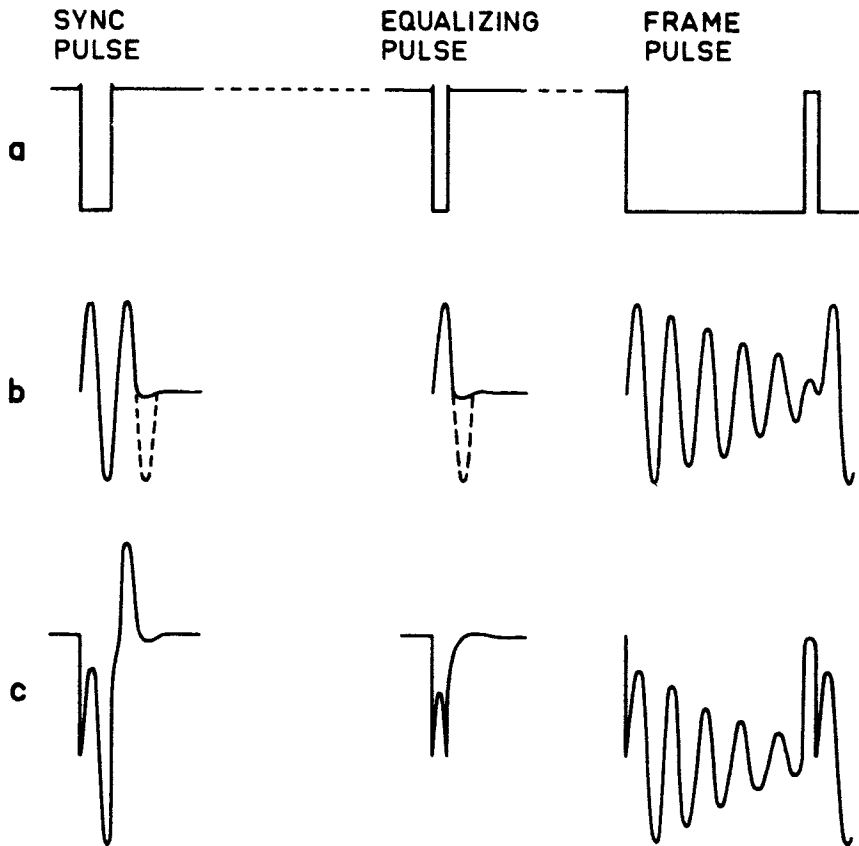 SYNC
PULSE
EQUALIZING
PULSE
FRAME
PULSE
a
b
c